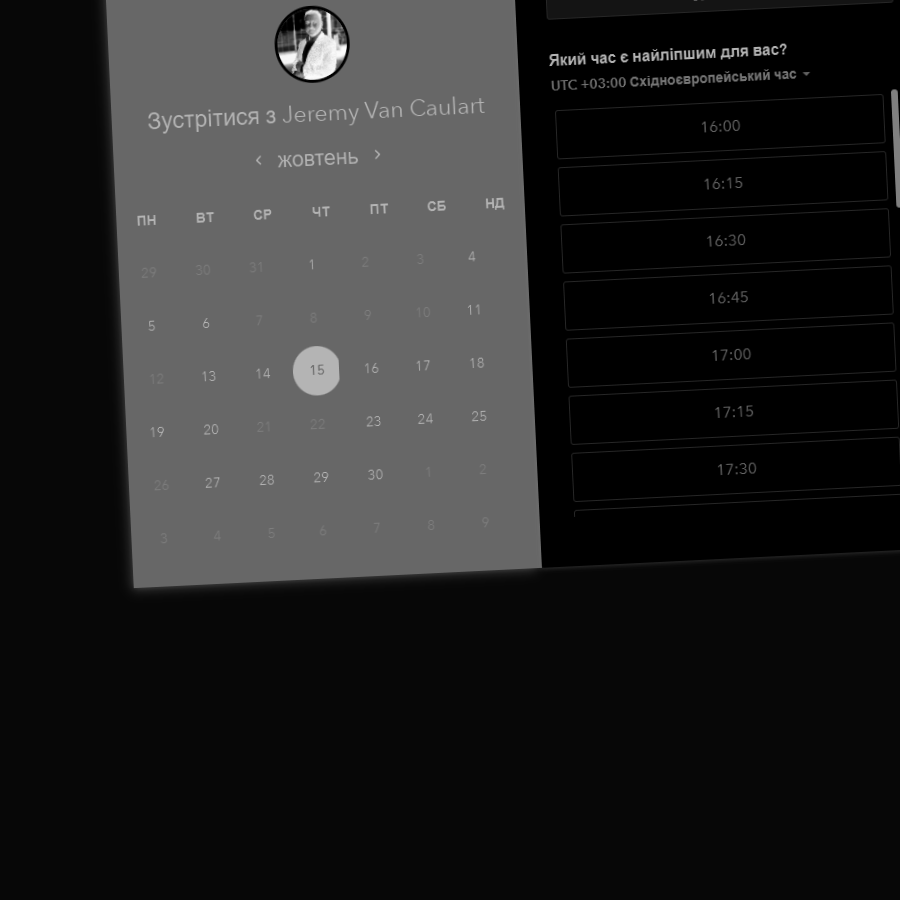 Зустрітися з Jeremy Van Caulart
‹ жовтень ›
ПН ВТ СР ЧТ ПТ СБ НД
29 30 31 1 2 3 4
5 6 7 8 9 10 11
12 13 14 15 16 17 18
19 20 21 22 23 24 25
26 27 28 29 30 1 2
3 4 5 6 7 8 9
Який час є найліпшим для вас?
UTC +03:00 Східноєвропейський час
16:00
16:15
16:30
16:45
17:00
17:15
17:30